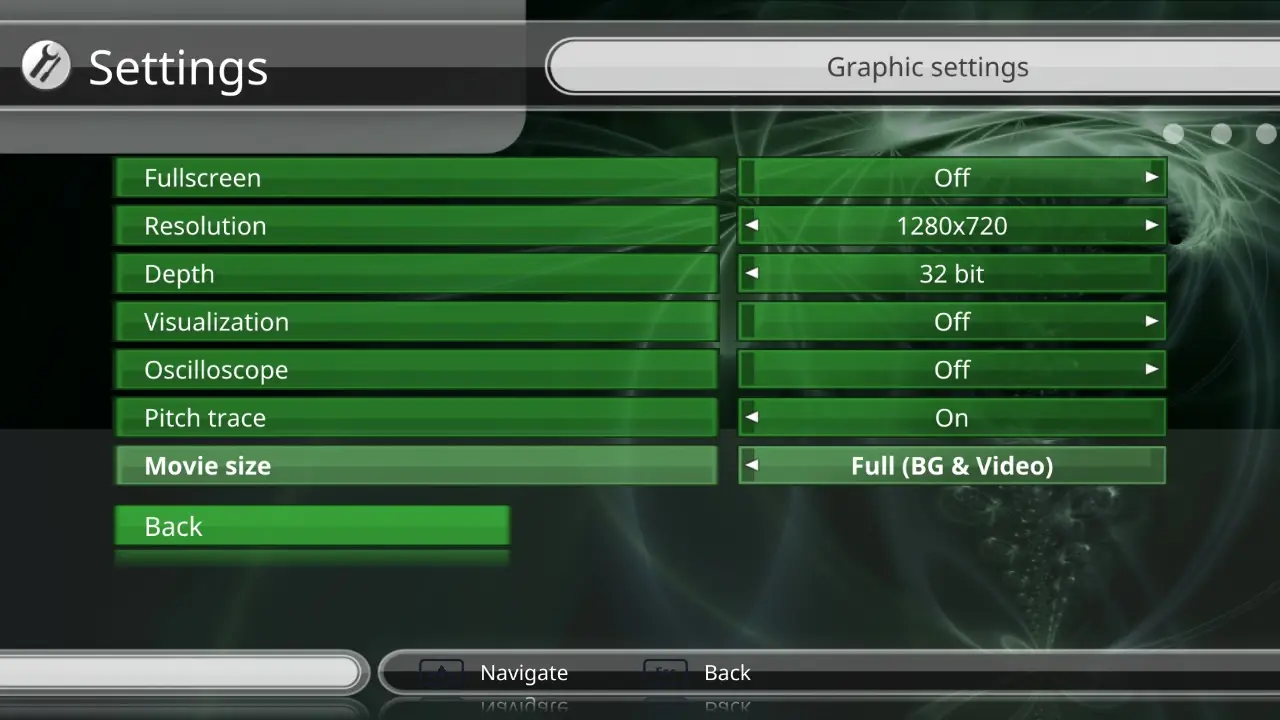 Settings
Graphic settings
Fullscreen Off
Resolution 1280x720
Depth 32 bit
Visualization Off
Oscilloscope Off
Pitch trace On
Movie size Full (BG & Video)
Back
Navigate Esc Back